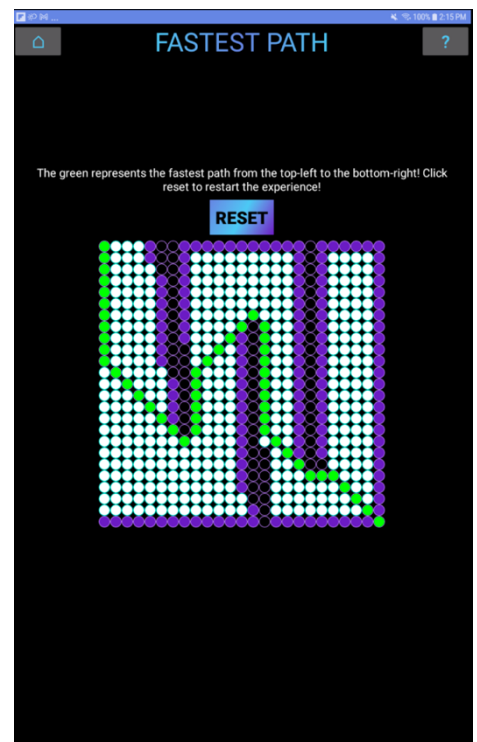 100% 2:15 PM
FASTEST PATH
?
The green represents the fastest path from the top-left to the bottom-right! Click
reset to restart the experience!
RESET